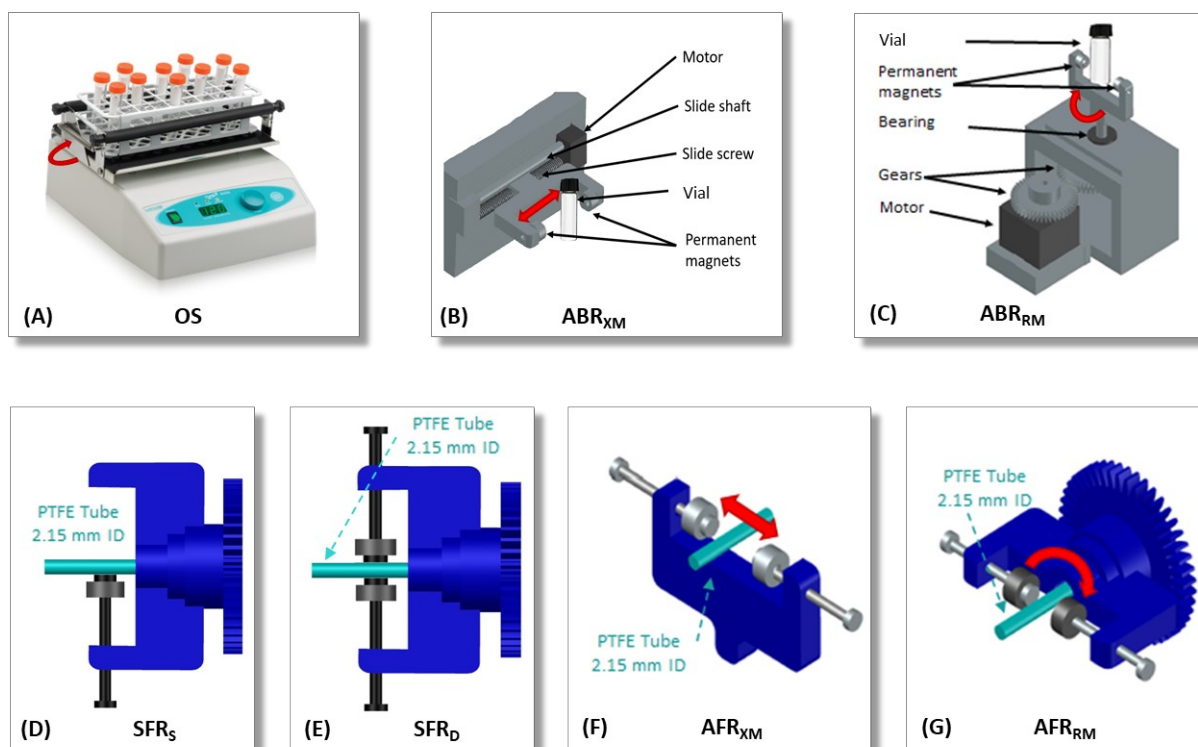 (A) OS
Motor
Slide shaft
Slide screw
Vial
Permanent
magnets
(B) ABRXM
Vial
Permanent
magnets
Bearing
Gears
Motor
(C) ABRRM
PTFE Tube
2.15 mm ID
(D) SFRS
PTFE Tube
2.15 mm ID
(E) SFRD
PTFE Tube
2.15 mm ID
(F) AFRXM
PTFE Tube
2.15 mm ID
(G) AFRRM